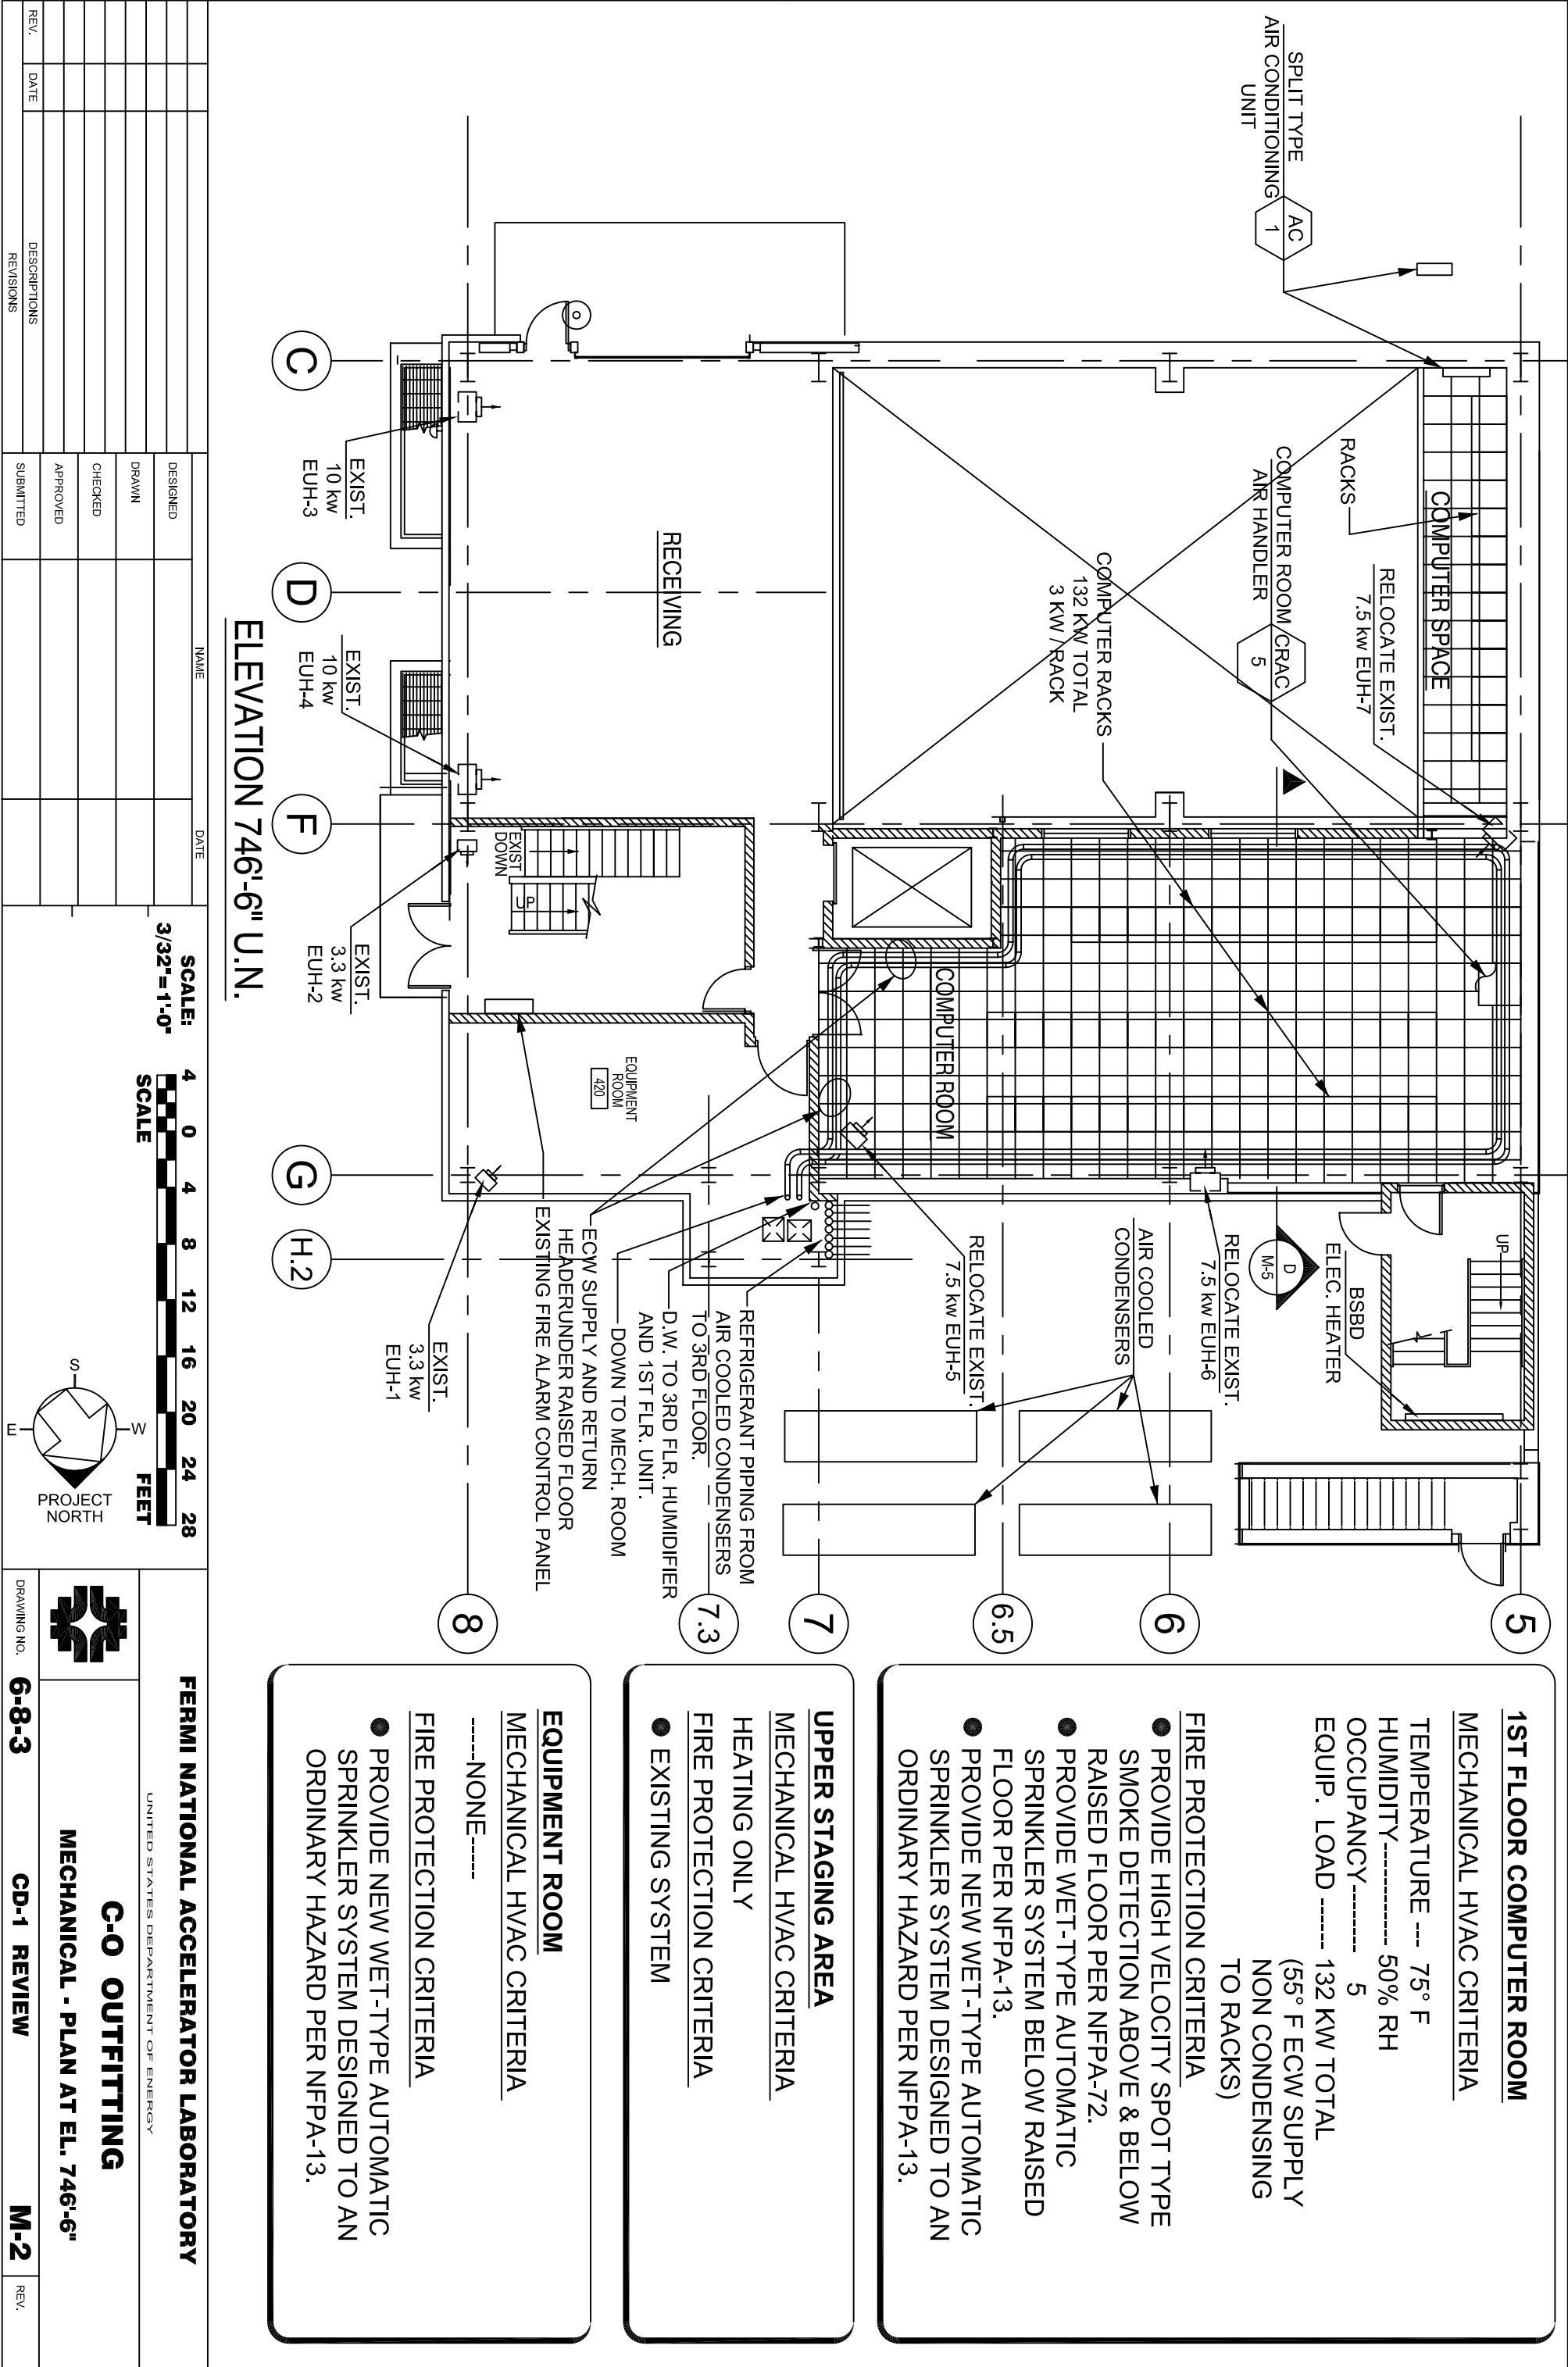 SPLIT TYPE
AIR CONDITIONING
UNIT
AC
1
COMPUTER SPACE
RACKS
RELOCATE EXIST.
7.5 kw EUH-7
COMPUTER ROOM
AIR HANDLER
CRAC
5
COMPUTER RACKS
132 KW TOTAL
3 KW / RACK
RECEIVING
COMPUTER ROOM
EXIST
DOWN
UP
EQUIPMENT
ROOM
420
UP
BSBD
ELEC. HEATER
D
M-5
RELOCATE EXIST.
7.5 kw EUH-6
AIR COOLED
CONDENSERS
RELOCATE EXIST.
7.5 kw EUH-5
REFRIGERANT PIPING FROM
AIR COOLED CONDENSERS
TO 3RD FLOOR.
D.W. TO 3RD FLR. HUMIDIFIER
AND 1ST FLR. UNIT.
DOWN TO MECH. ROOM
ECW SUPPLY AND RETURN
HEADERUNDER RAISED FLOOR
EXISTING FIRE ALARM CONTROL PANEL
EXIST.
10 kw
EUH-3
EXIST.
10 kw
EUH-4
EXIST.
3.3 kw
EUH-2
EXIST.
3.3 kw
EUH-1
C
D
F
G
H.2
5
6
6.5
7
7.3
8
ELEVATION 746'-6" U.N.
1ST FLOOR COMPUTER ROOM
MECHANICAL HVAC CRITERIA
TEMPERATURE --- 75° F
HUMIDITY------------ 50% RH
OCCUPANCY-------- 5
EQUIP. LOAD ------ 132 KW TOTAL
(55° F ECW SUPPLY
NON CONDENSING
TO RACKS)
FIRE PROTECTION CRITERIA
● PROVIDE HIGH VELOCITY SPOT TYPE
SMOKE DETECTION ABOVE & BELOW
RAISED FLOOR PER NFPA-72.
● PROVIDE WET-TYPE AUTOMATIC
SPRINKLER SYSTEM BELOW RAISED
FLOOR PER NFPA-13.
● PROVIDE NEW WET-TYPE AUTOMATIC
SPRINKLER SYSTEM DESIGNED TO AN
ORDINARY HAZARD PER NFPA-13.
UPPER STAGING AREA
MECHANICAL HVAC CRITERIA
HEATING ONLY
FIRE PROTECTION CRITERIA
● EXISTING SYSTEM
EQUIPMENT ROOM
MECHANICAL HVAC CRITERIA
-----NONE-----
FIRE PROTECTION CRITERIA
● PROVIDE NEW WET-TYPE AUTOMATIC
SPRINKLER SYSTEM DESIGNED TO AN
ORDINARY HAZARD PER NFPA-13.
REV.
DATE
DESCRIPTIONS
REVISIONS
NAME
DATE
DESIGNED
DRAWN
CHECKED
APPROVED
SUBMITTED
SCALE:
3/32"=1'-0"
4 0 4 8 12 16 20 24 28
SCALE
FEET
S
E
W
PROJECT
NORTH
FERMI NATIONAL ACCELERATOR LABORATORY
UNITED STATES DEPARTMENT OF ENERGY
C-O OUTFITTING
MECHANICAL - PLAN AT EL. 746'-6"
DRAWING NO.
6-8-3
CD-1 REVIEW
M-2
REV.